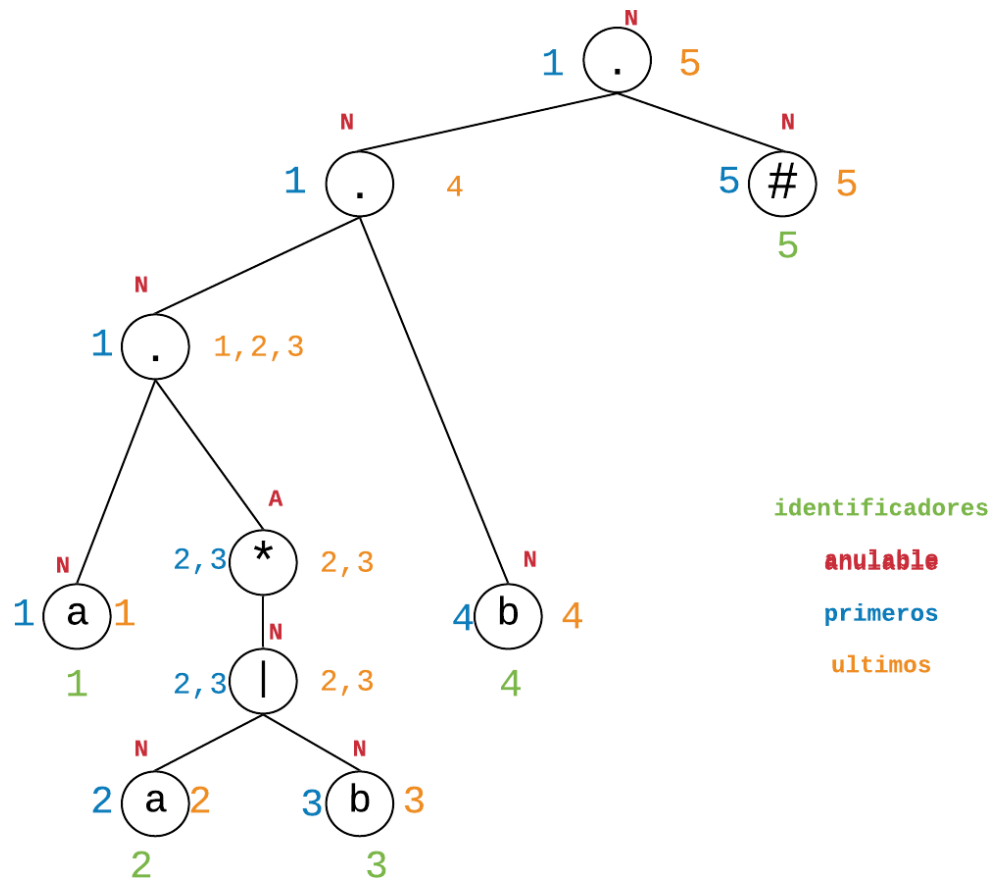 N
1 . 5
N N
1 . 4 5 # 5
5
N
1 . 1,2,3
A
identificadores
N N anulable
2,3 * 2,3
1 a 1 4 b 4 primeros
N
1 2,3 | 2,3 4 ultimos
N N
2 a 2 3 b 3
2 3